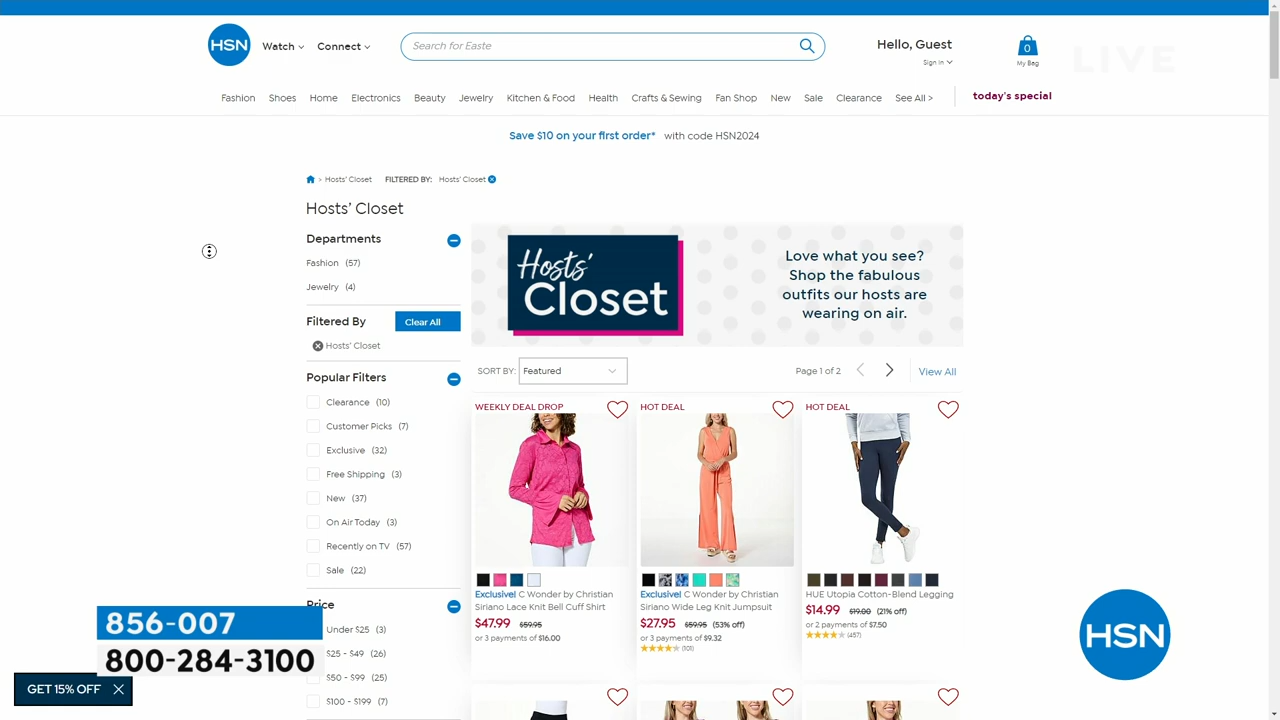 HSN
Watch
Connect
Search for Easte
Hello, Guest
Sign In
0
My Bag
LIVE
Fashion
Shoes
Home
Electronics
Beauty
Jewelry
Kitchen & Food
Health
Crafts & Sewing
Fan Shop
New
Sale
Clearance
See All >
today's special
Save $10 on your first order* with code HSN2024
> Hosts' Closet FILTERED BY: Hosts' Closet
Hosts' Closet
Departments
Fashion (57)
Jewelry (4)
Filtered By
Clear All
Hosts' Closet
Popular Filters
Clearance (10)
Customer Picks (7)
Exclusive (32)
Free Shipping (3)
New (37)
On Air Today (3)
Recently on TV (57)
Sale (22)
Price
Under $25 (3)
$25 - $49 (26)
$50 - $99 (25)
$100 - $199 (7)
Hosts'
Closet
Love what you see?
Shop the fabulous
outfits our hosts are
wearing on air.
SORT BY: Featured
Page 1 of 2
View All
WEEKLY DEAL DROP
Exclusive! C Wonder by Christian
Siriano Lace Knit Bell Cuff Shirt
$47.99 $59.95
or 3 payments of $16.00
HOT DEAL
Exclusive! C Wonder by Christian
Siriano Wide Leg Knit Jumpsuit
$27.95 $59.95 (53% off)
or 3 payments of $9.32
(101)
HOT DEAL
HUE Utopia Cotton-Blend Legging
$14.99 $19.00 (21% off)
or 2 payments of $7.50
(457)
856-007
800-284-3100
GET 15% OFF
HSN